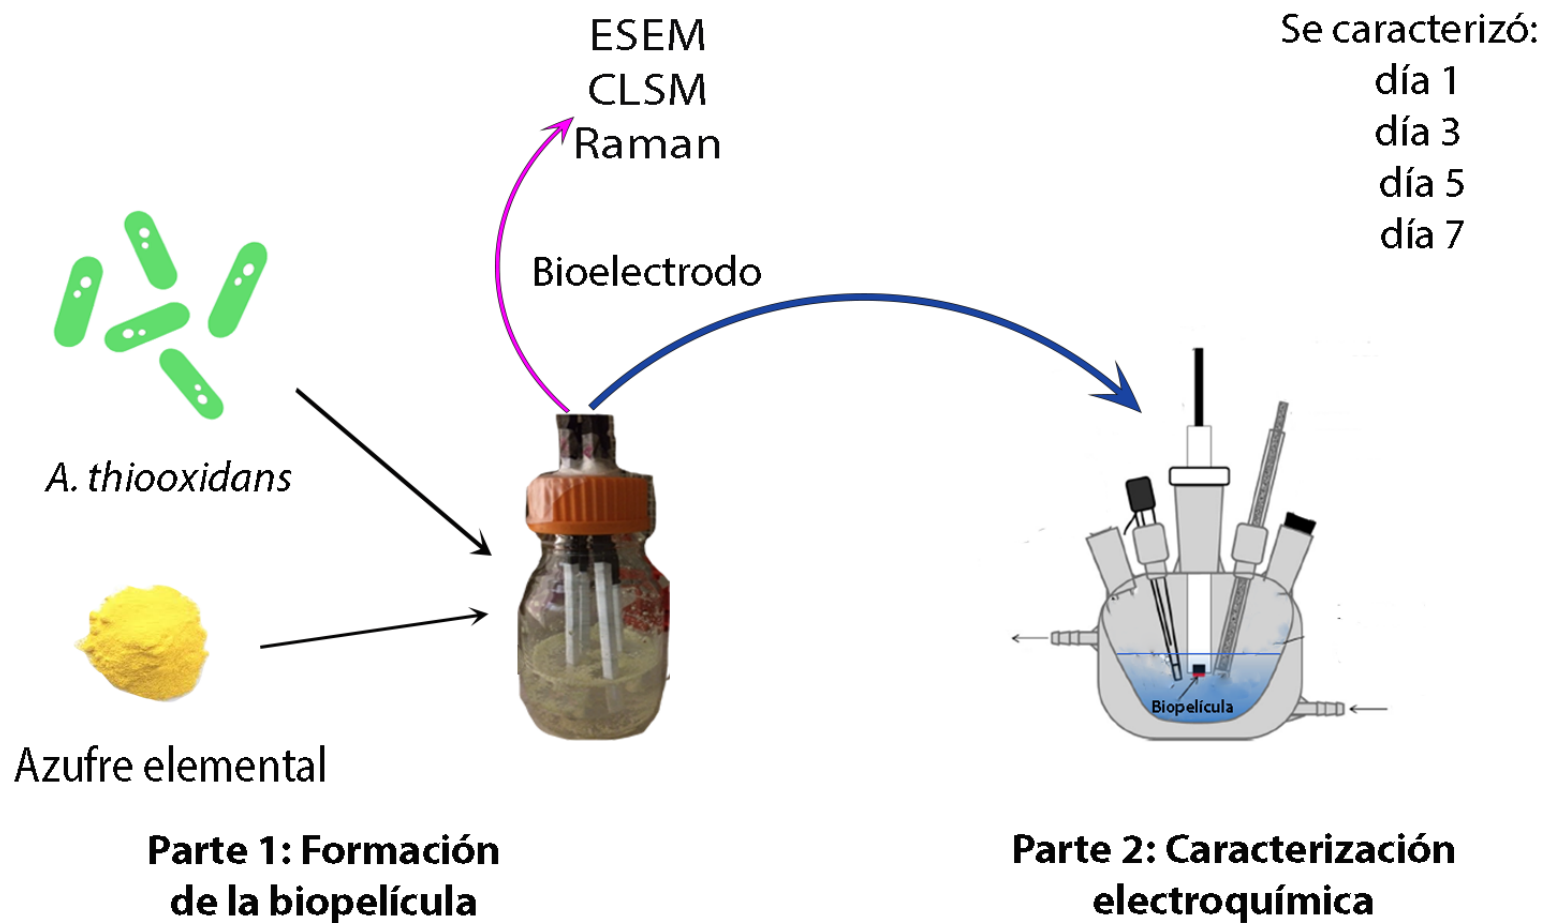 ESEM
CLSM
Raman
Se caracterizó:
día 1
día 3
día 5
día 7
Bioelectrodo
A. thiooxidans
Azufre elemental
Biopelícula
Parte 1: Formación
de la biopelícula
Parte 2: Caracterización
electroquímica